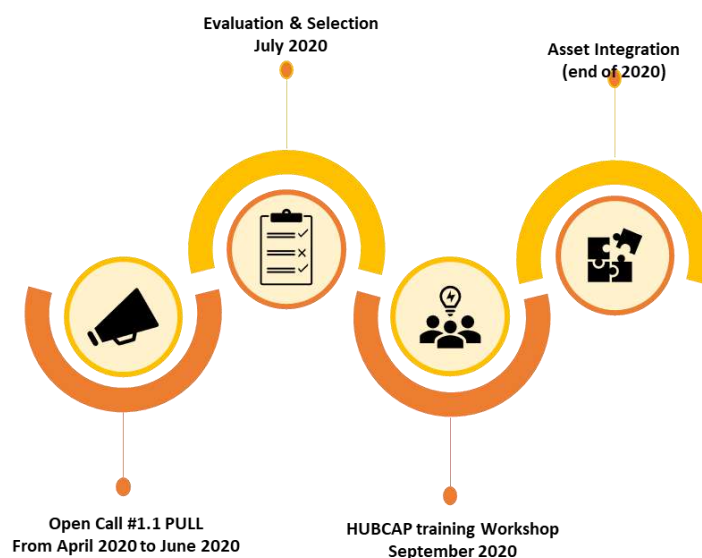 Evaluation & Selection
July 2020
Asset Integration
(end of 2020)
Open Call #1.1 PULL
From April 2020 to June 2020
HUBCAP training Workshop
September 2020